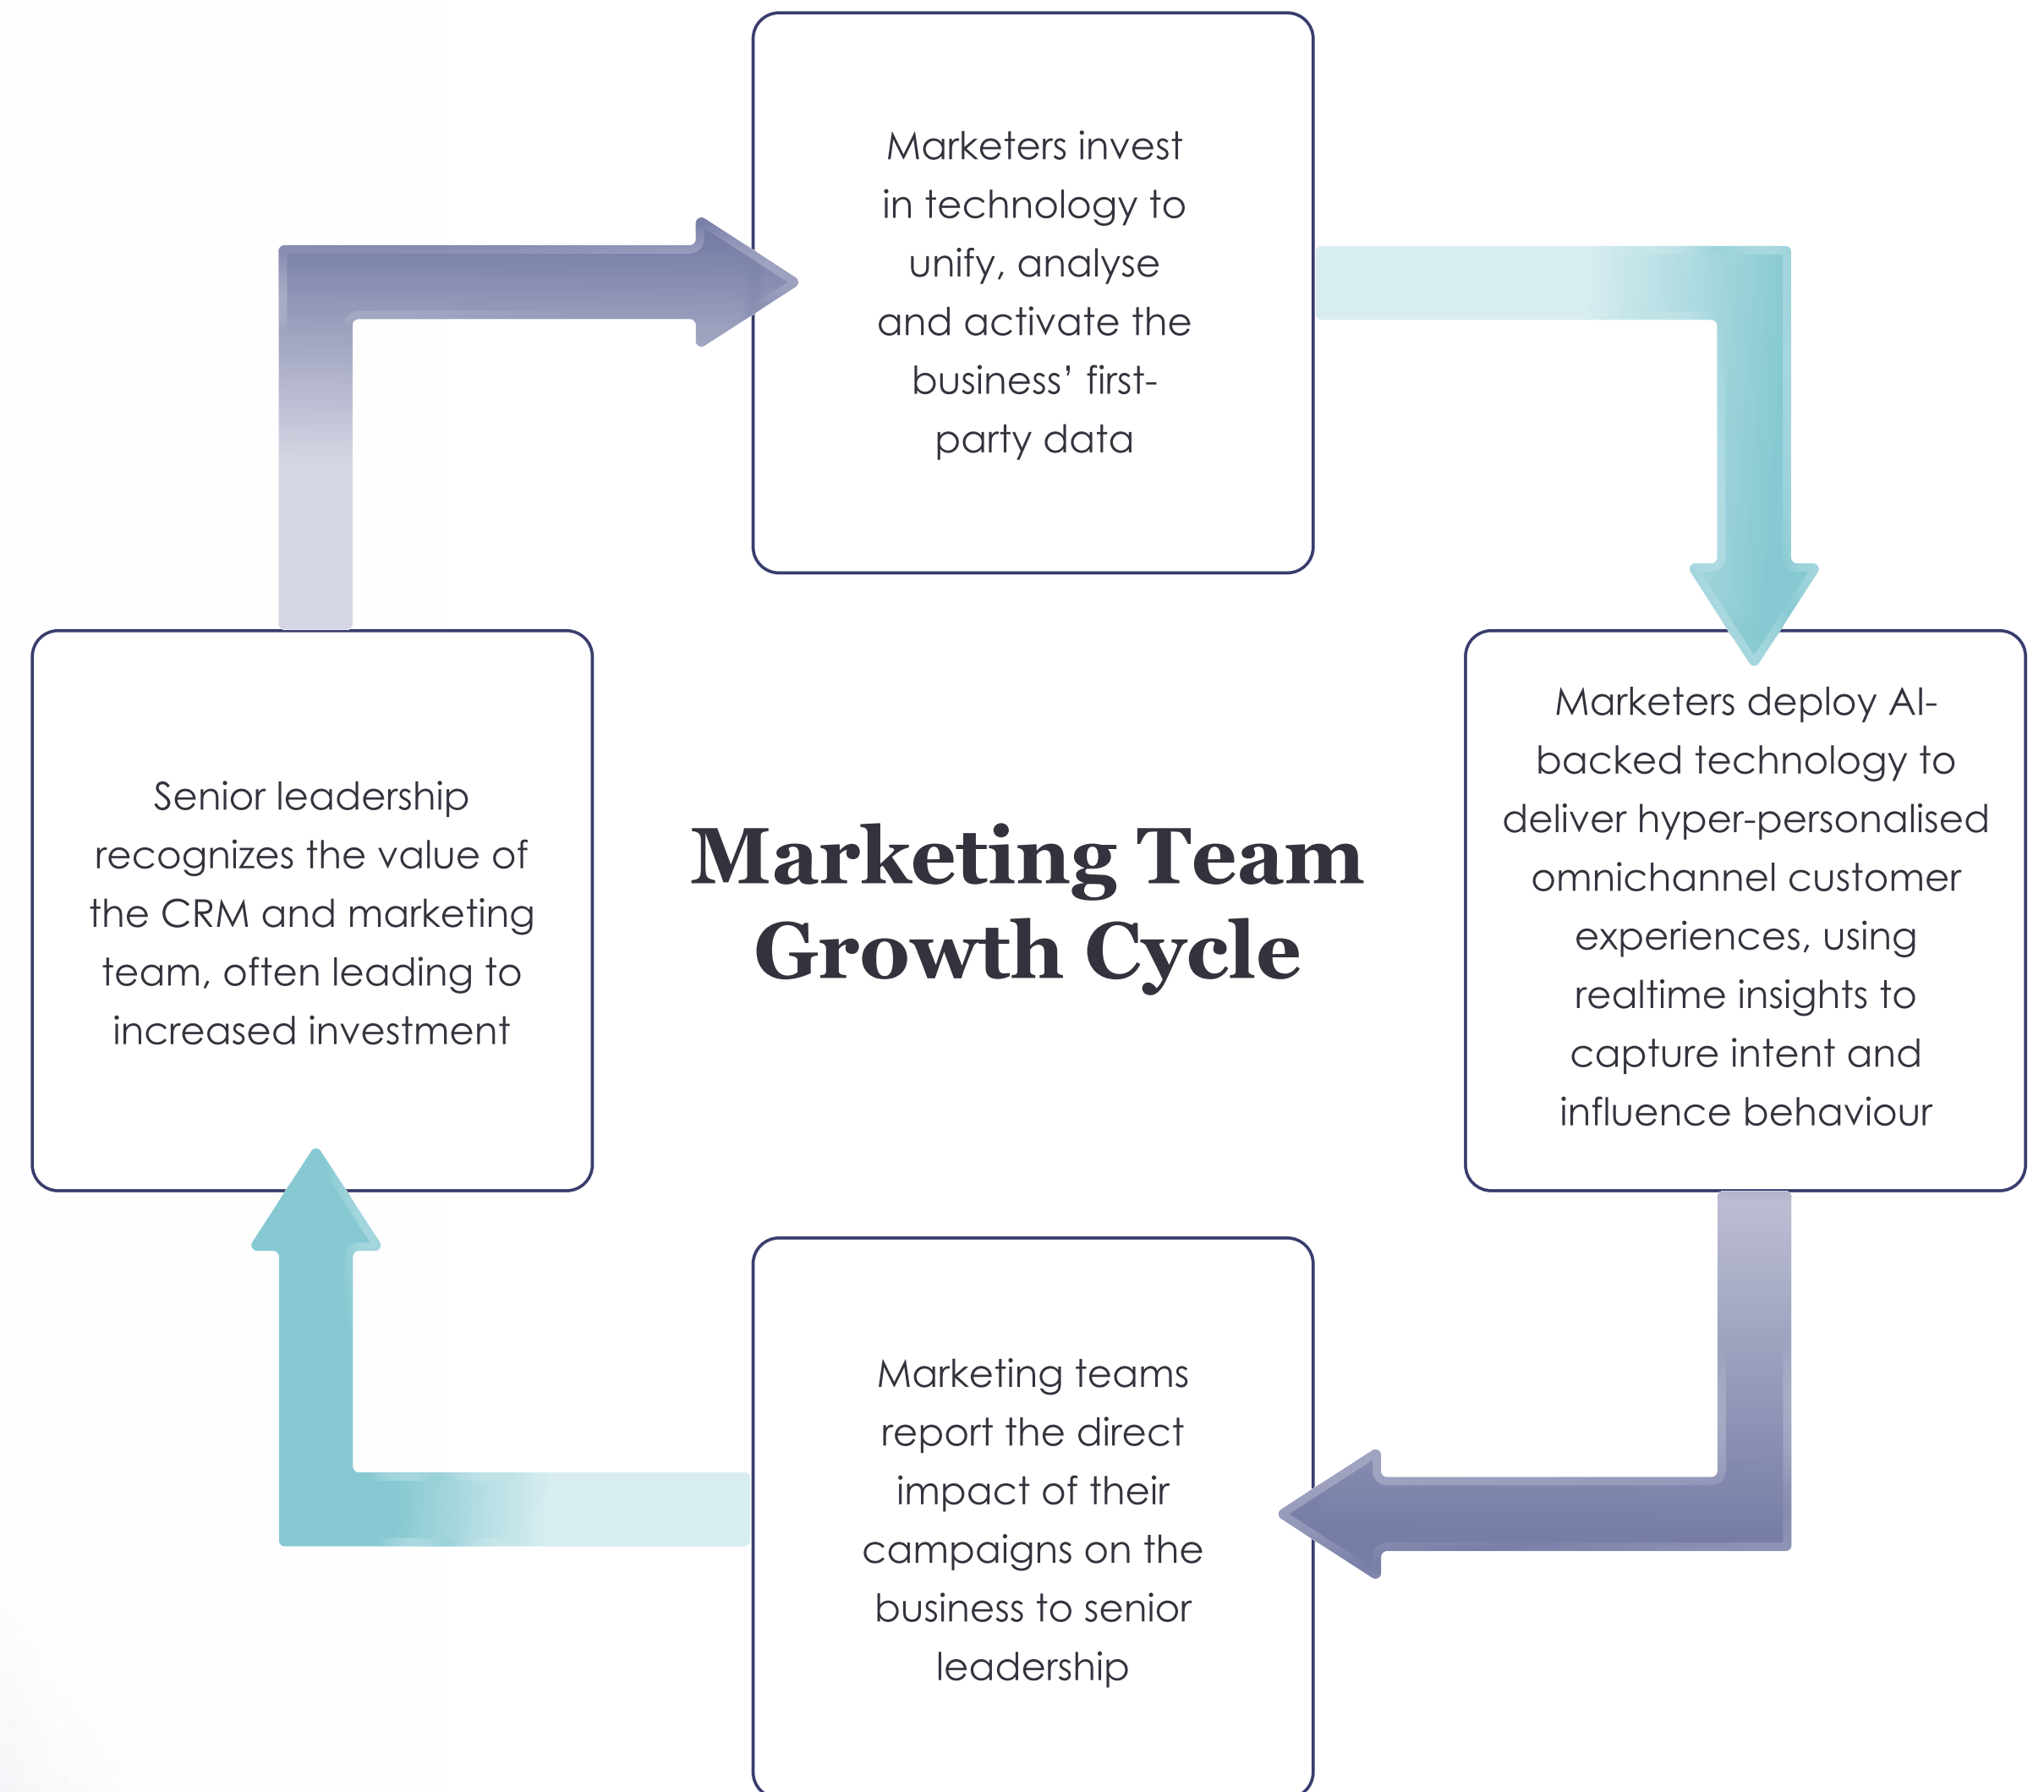 Marketers invest
in technology to
unify, analyse
and activate the
business’ first-
party data
Marketers deploy AI-
backed technology to
deliver hyper-personalised
omnichannel customer
experiences, using
realtime insights to
capture intent and
influence behaviour
Marketing teams
report the direct
impact of their
campaigns on the
business to senior
leadership
Senior leadership
recognizes the value of
the CRM and marketing
team, often leading to
increased investment
Marketing Team
Growth Cycle